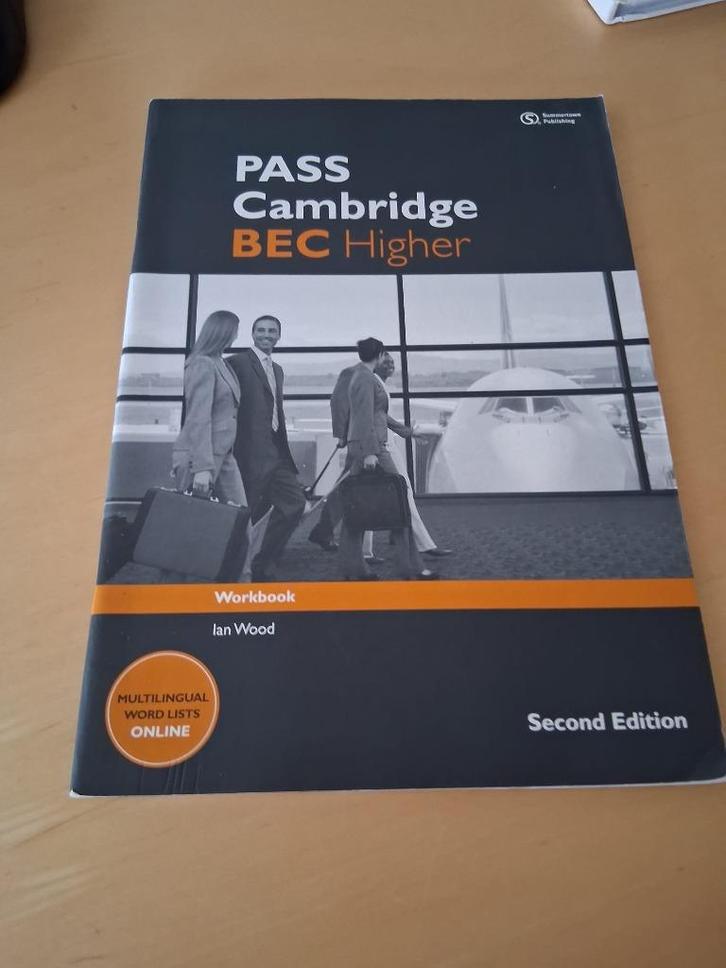 Summertown
Publishing
PASS
Cambridge
BEC Higher
Workbook
Ian Wood
MULTILINGUAL
WORD LISTS
ONLINE
Second Edition